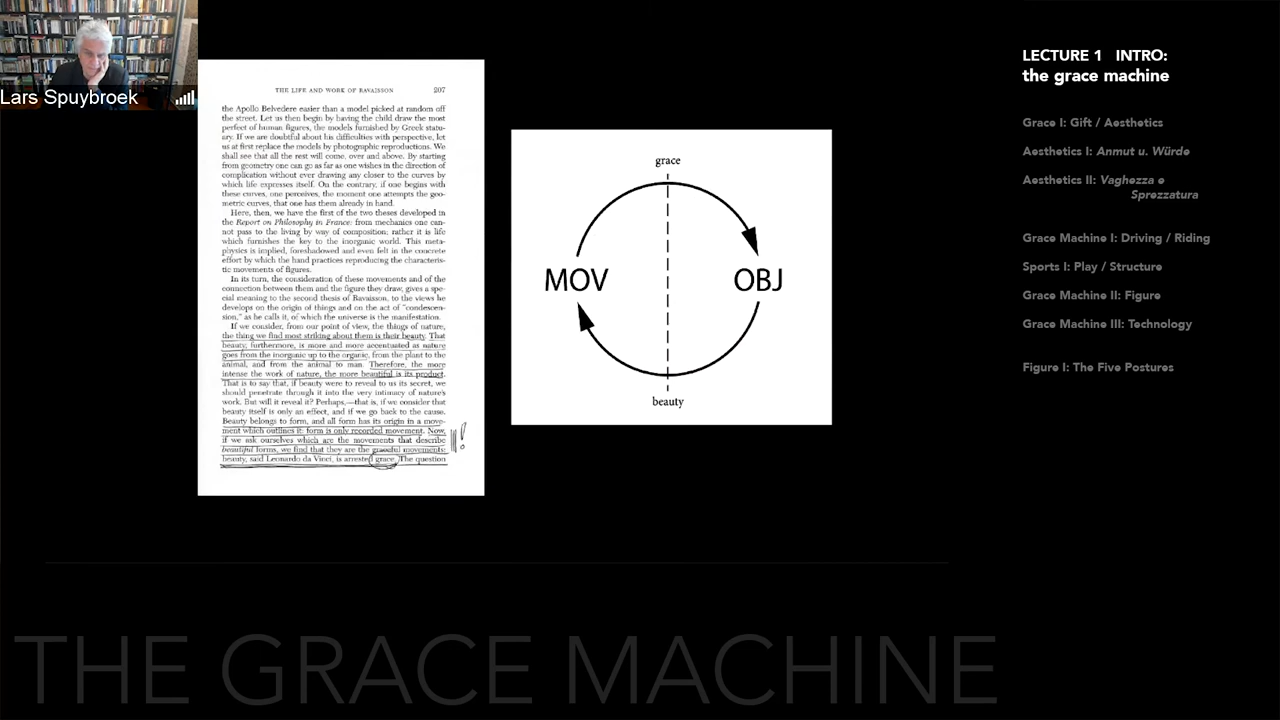 Lars Spuybroek
THE LIFE AND WORK OF RAVAISSON 207
the Apollo Belvedere easier than a model picked at random off
the street. Let us then begin by having the child draw the most
perfect of human figures, the models furnished by Greek statu-
ary. If we are doubtful about his difficulties with perspective, let
us at first replace the models by photographic reproductions. We
shall see that all the rest will come, over and above. By starting
from geometry one can go as far as one wishes in the direction of
complication without ever drawing any closer to the curves by
which life expresses itself. On the contrary, if one begins with
these curves, one perceives, the moment one attempts the geo-
metric curves, that one has them already in hand.
Here, then, we have the first of the two theses developed in
the Report on Philosophy in France: from mechanics one can-
not pass to the living by way of composition; rather it is life
which furnishes the key to the inorganic world. This meta-
physics is implied, foreshadowed and even felt in the concrete
effort by which the hand practices reproducing the characteris-
tic movements of figures.
In its turn, the consideration of these movements and of the
connection between them and the figure they draw, gives a spe-
cial meaning to the second thesis of Ravaisson, to the views he
develops on the origin of things and on the act of "condescen-
sion," as he calls it, of which the universe is the manifestation.
If we consider, from our point of view, the things of nature,
the thing we find most striking about them is their beauty. That
beauty, furthermore, is more and more accentuated as nature
goes from the inorganic up to the organic, from the plant to the
animal, and from the animal to man. Therefore, the more
intense the work of nature, the more beautiful is its product.
That is to say that, if beauty were to reveal to us its secret, we
should penetrate through it into the very intimacy of nature's
work. But will it reveal it? Perhaps,—that is, if we consider that
beauty itself is only an effect, and if we go back to the cause.
Beauty belongs to form, and all form has its origin in a move-
ment which outlines it: form is only recorded movement. Now,
if we ask ourselves which are the movements that describe
beautiful forms, we find that they are the graceful movements:
beauty, said Leonardo da Vinci, is arrested grace. The question
grace
MOV OBJ
beauty
LECTURE 1 INTRO:
the grace machine
Grace I: Gift / Aesthetics
Aesthetics I: Anmut u. Würde
Aesthetics II: Vaghezza e
Sprezzatura
Grace Machine I: Driving / Riding
Sports I: Play / Structure
Grace Machine II: Figure
Grace Machine III: Technology
Figure I: The Five Postures
THE GRACE MACHINE